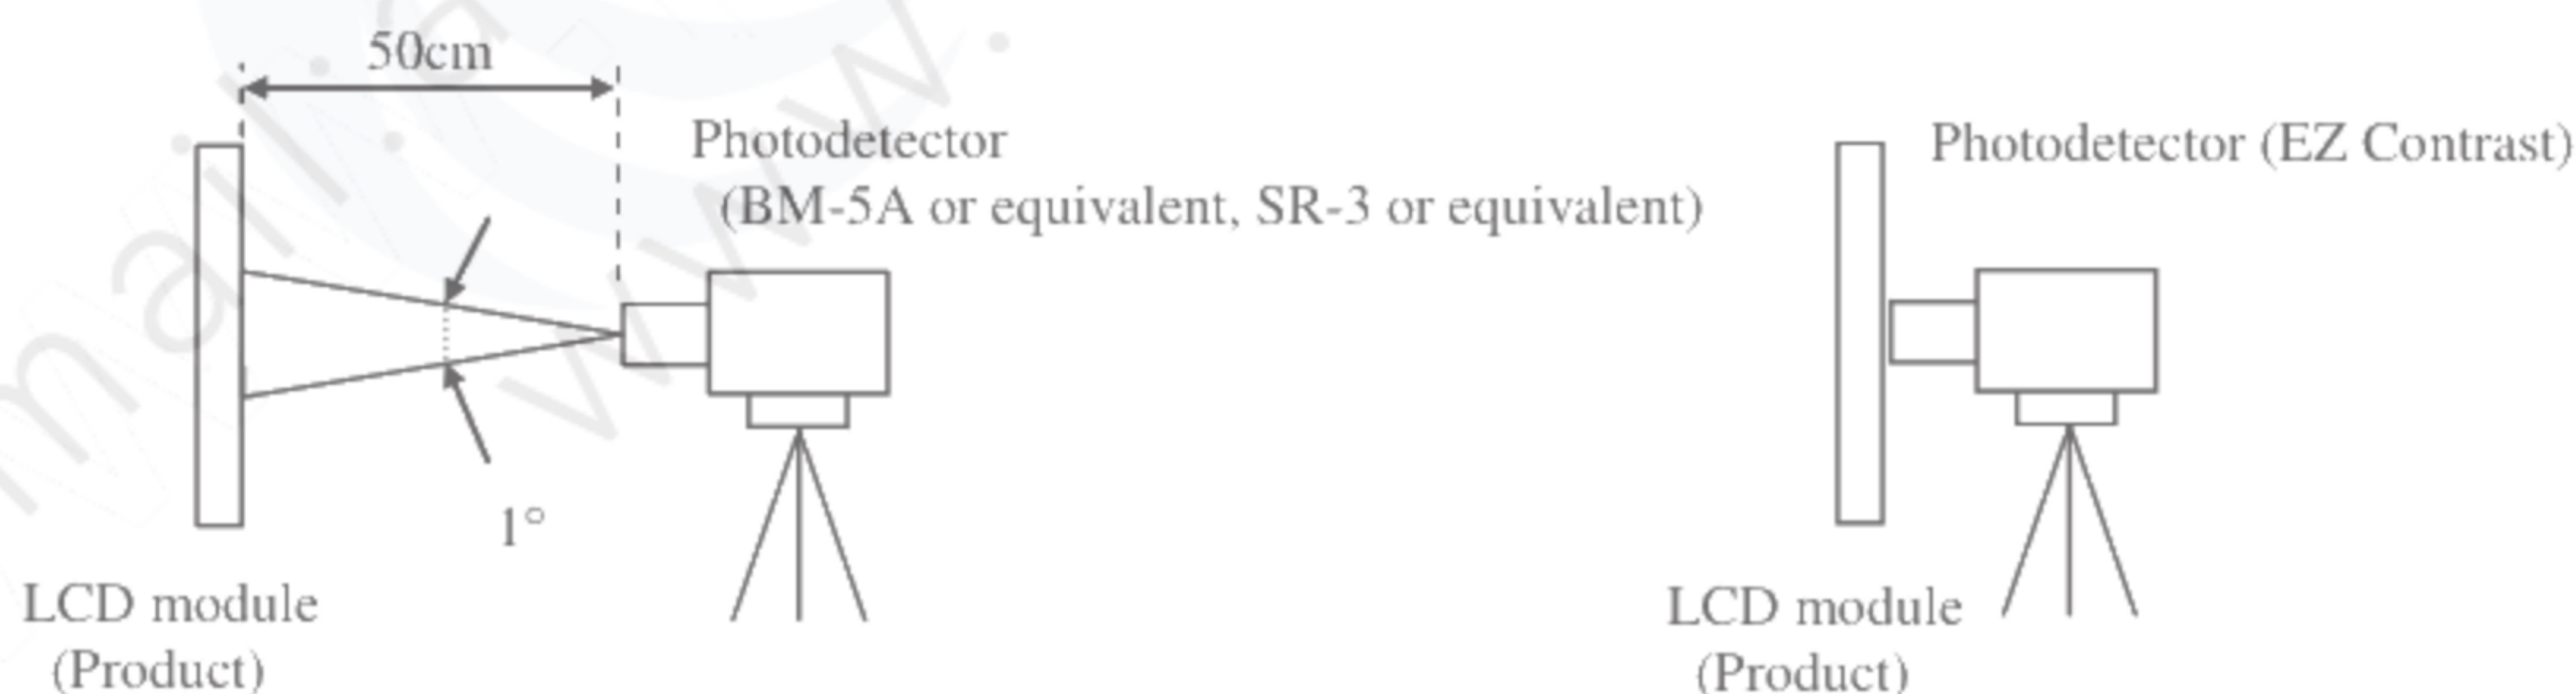 50cm
Photodetector
(BM-5A or equivalent, SR-3 or equivalent)
1°
LCD module
(Product)
Photodetector (EZ Contrast)
LCD module
(Product)